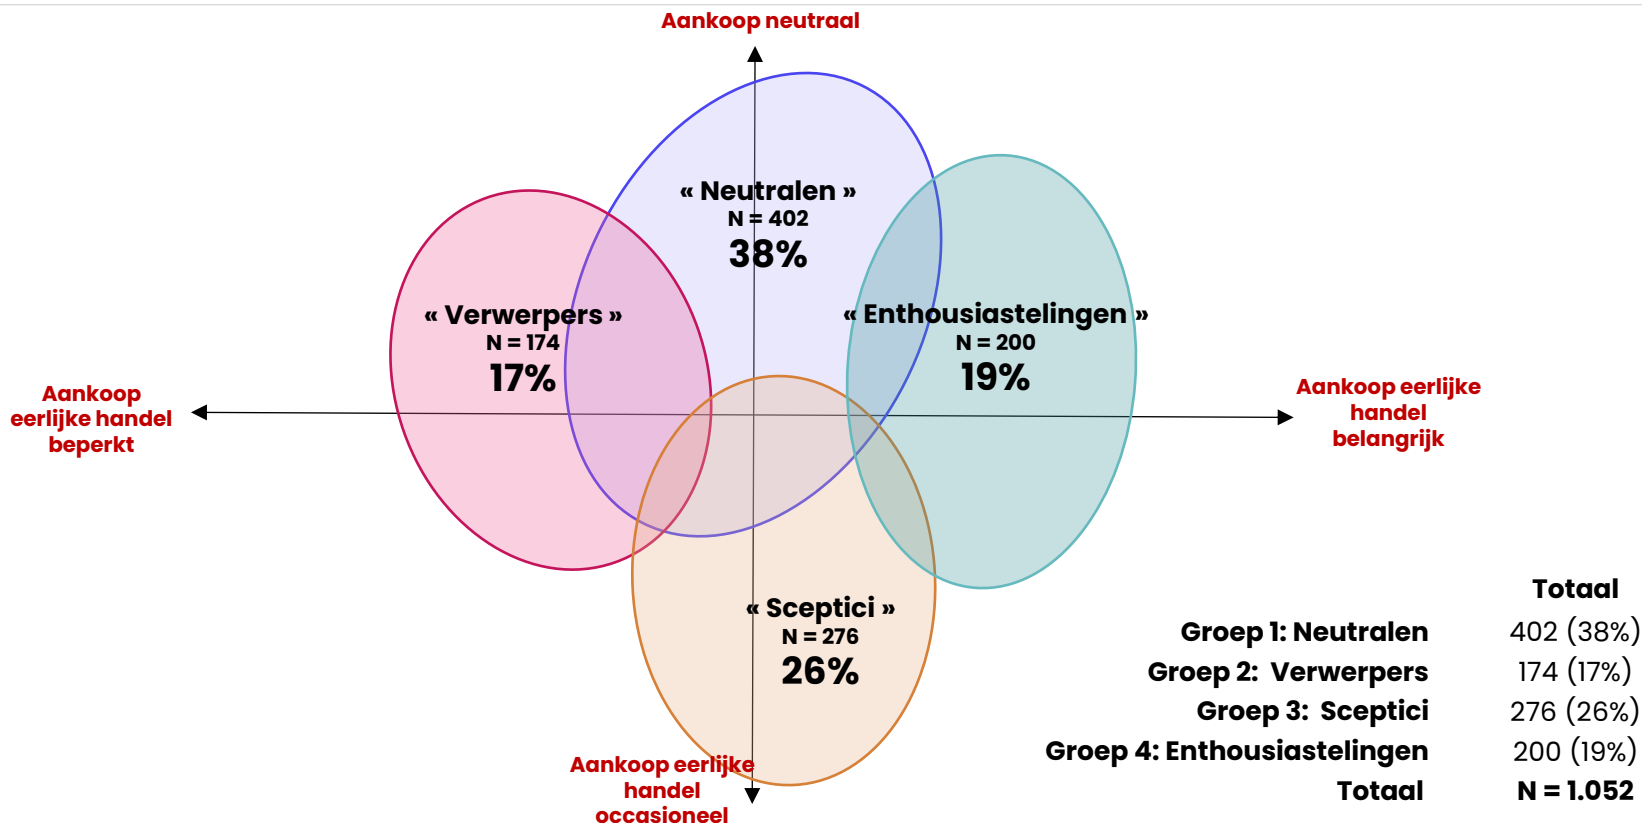 Aankoop neutraal
« Neutralen »
N = 402
38%
« Verwerpers »
N = 174
17%
« Enthousiastelingen »
N = 200
19%
Aankoop
eerlijke handel
beperkt
Aankoop eerlijke
handel
belangrijk
« Sceptici »
N = 276
26%
Aankoop eerlijke
handel
occasioneel
Totaal
Groep 1: Neutralen 402 (38%)
Groep 2: Verwerpers 174 (17%)
Groep 3: Sceptici 276 (26%)
Groep 4: Enthousiastelingen 200 (19%)
Totaal N = 1.052